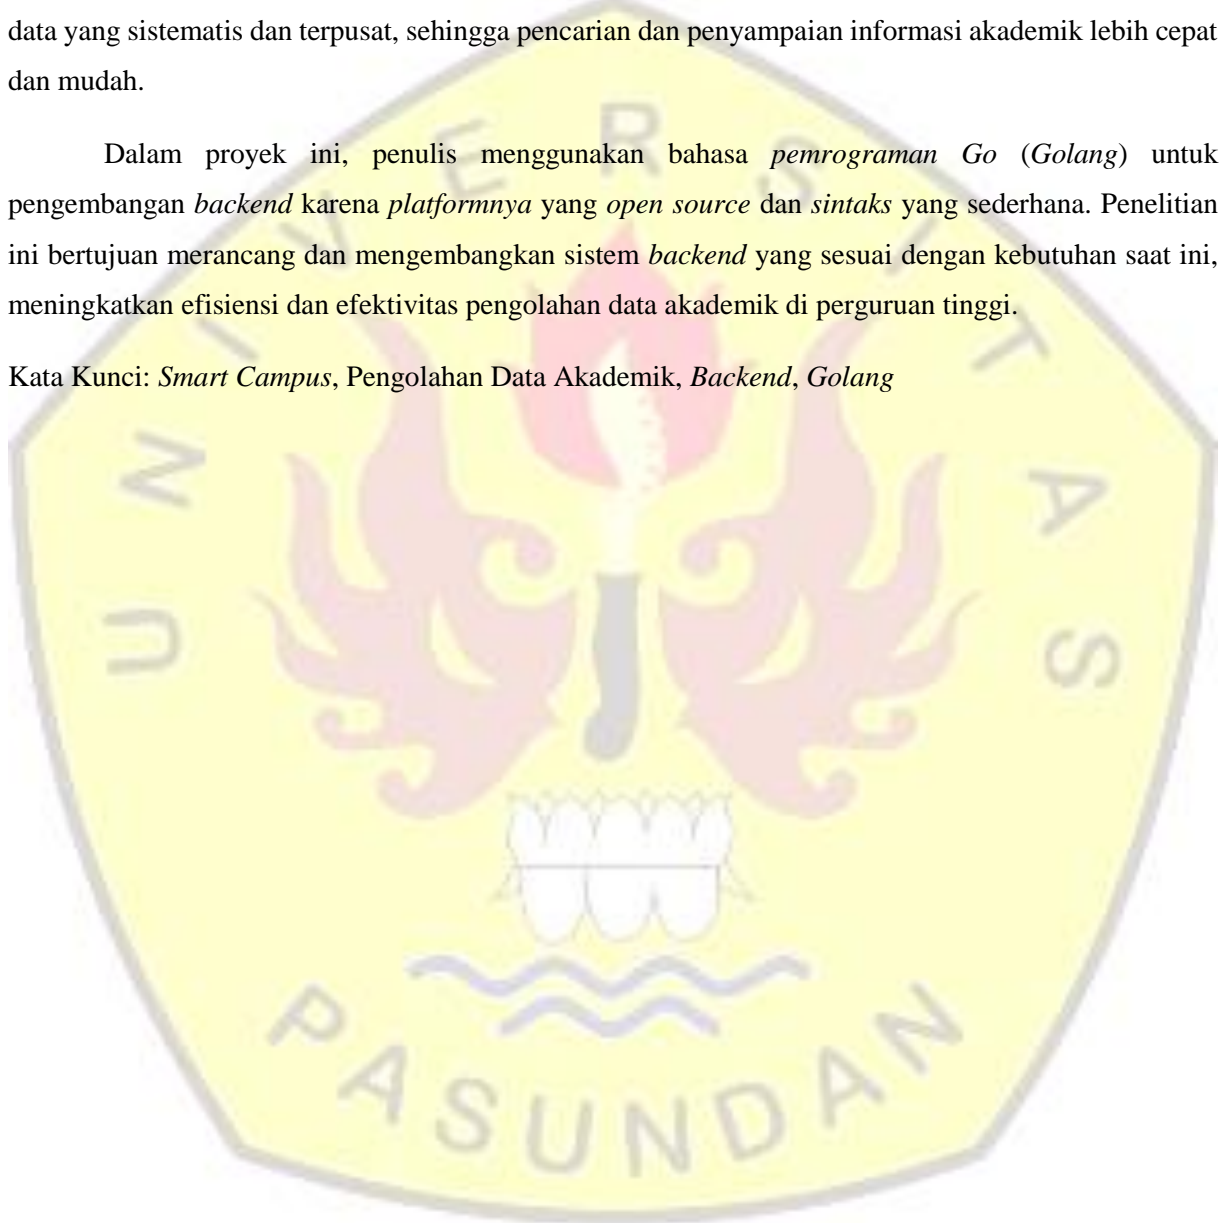 data yang sistematis dan terpusat, sehingga pencarian dan penyampaian informasi akademik lebih cepat
dan mudah.
Dalam proyek ini, penulis menggunakan bahasa pemrograman Go (Golang) untuk
pengembangan backend karena platformnya yang open source dan sintaks yang sederhana. Penelitian
ini bertujuan merancang dan mengembangkan sistem backend yang sesuai dengan kebutuhan saat ini,
meningkatkan efisiensi dan efektivitas pengolahan data akademik di perguruan tinggi.
Kata Kunci: Smart Campus, Pengolahan Data Akademik, Backend, Golang
UNIVERSITAS
PASUNDAN